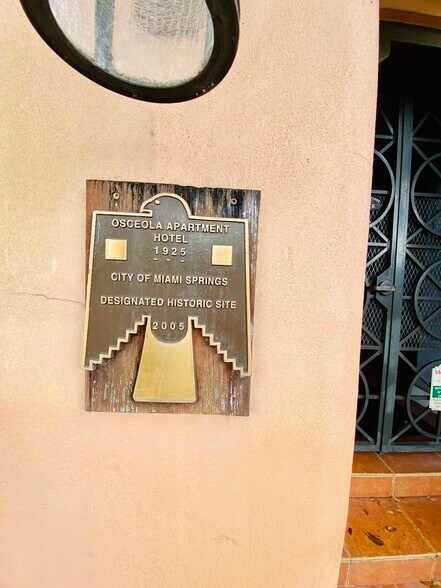 OSCEOLA APARTMENT
HOTEL
1925
- - -
CITY OF MIAMI SPRINGS
DESIGNATED HISTORIC SITE
2005